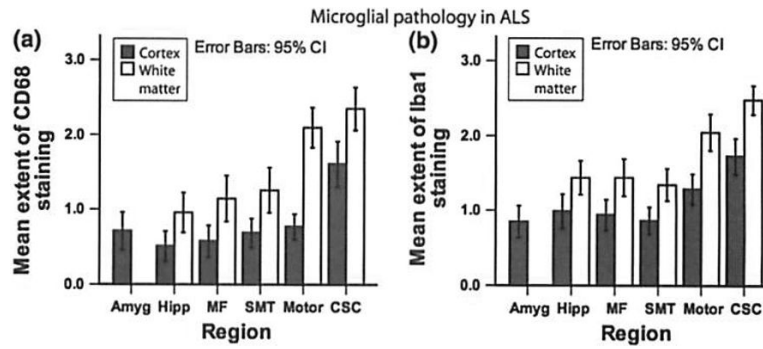 Microglial pathology in ALS
(a)
Error Bars: 95% CI
Cortex
White
matter
Mean extent of CD68
staining
3.0
2.0
1.0
0.0
Amyg Hipp MF SMT Motor CSC
Region
(b)
Error Bars: 95% CI
Cortex
White
matter
Mean extent of Iba1
staining
3.0
2.0
1.0
0.0
Amyg Hipp MF SMT Motor CSC
Region